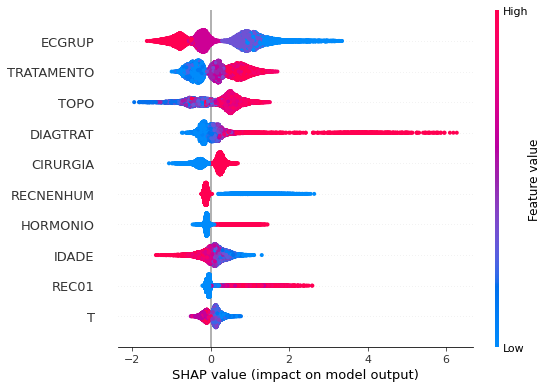 High
ECGRUP
TRATAMENTO
TOPO
DIAGTRAT
CIRURGIA
RECNENHUM
HORMONIO
IDADE
REC01
T
Feature value
Low
−2 0 2 4 6
SHAP value (impact on model output)